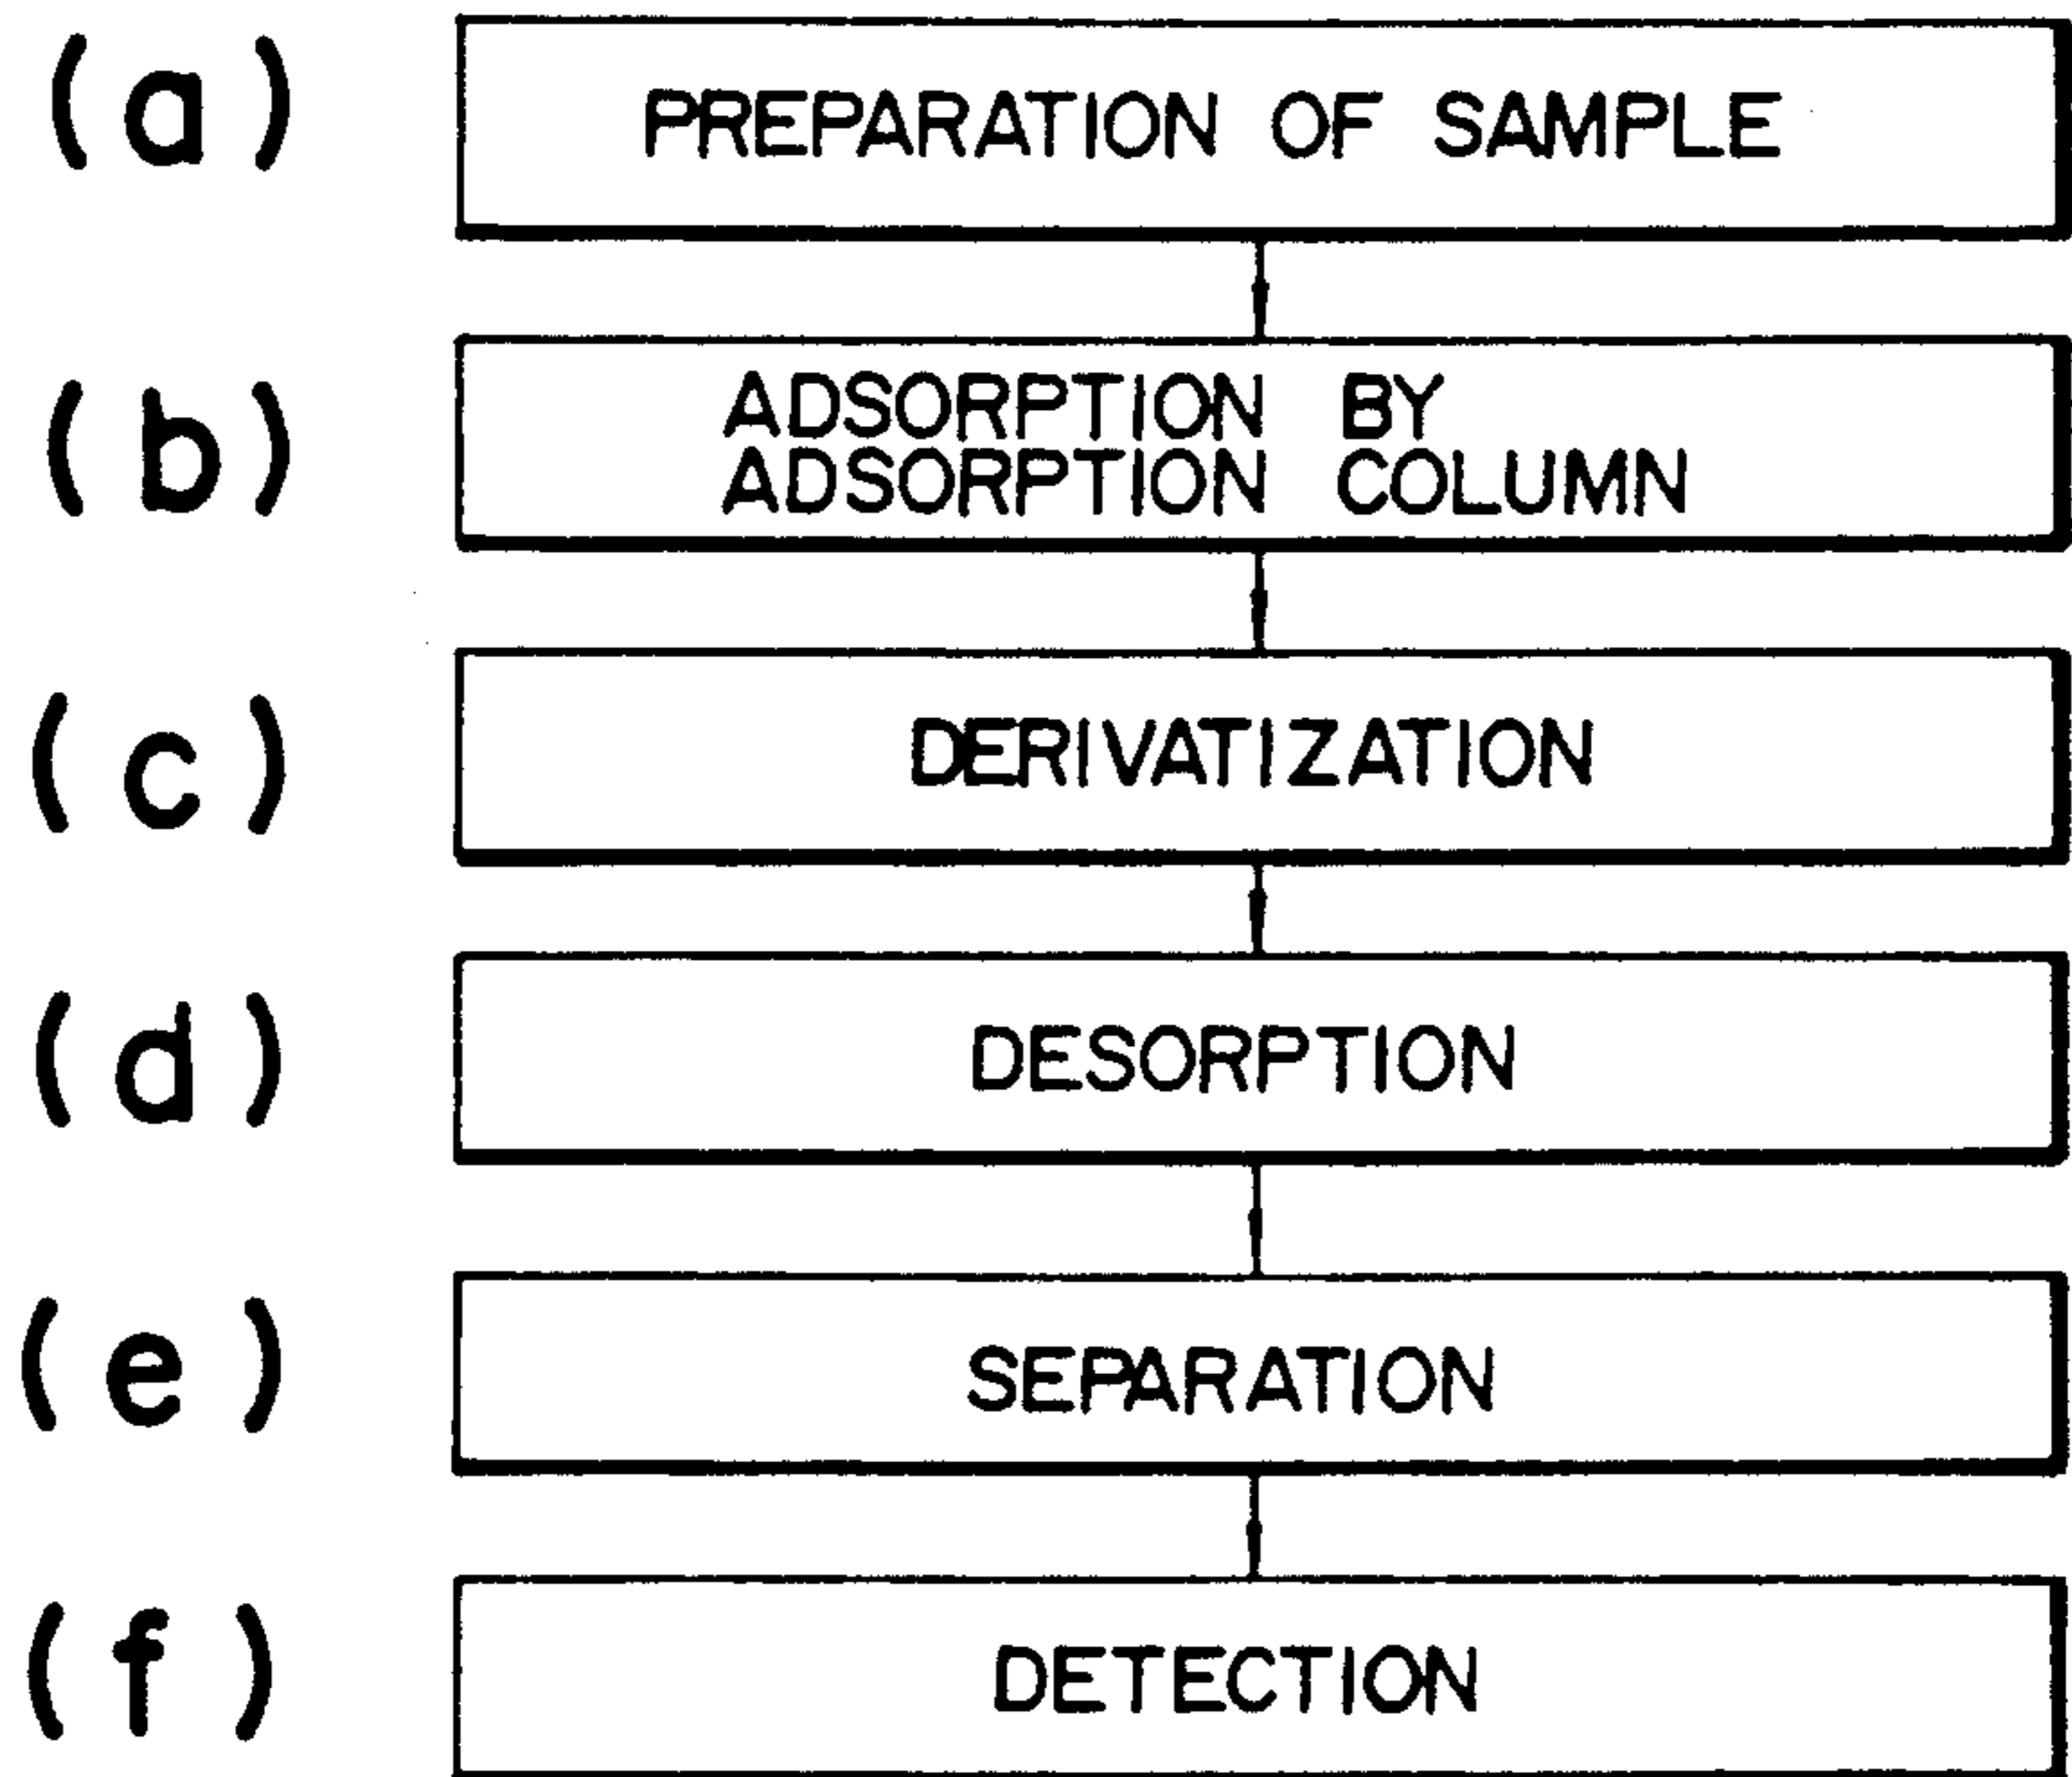 (a) PREPARATION OF SAMPLE
(b) ADSORPTION BY
ADSORPTION COLUMN
(c) DERIVATIZATION
(d) DESORPTION
(e) SEPARATION
(f) DETECTION